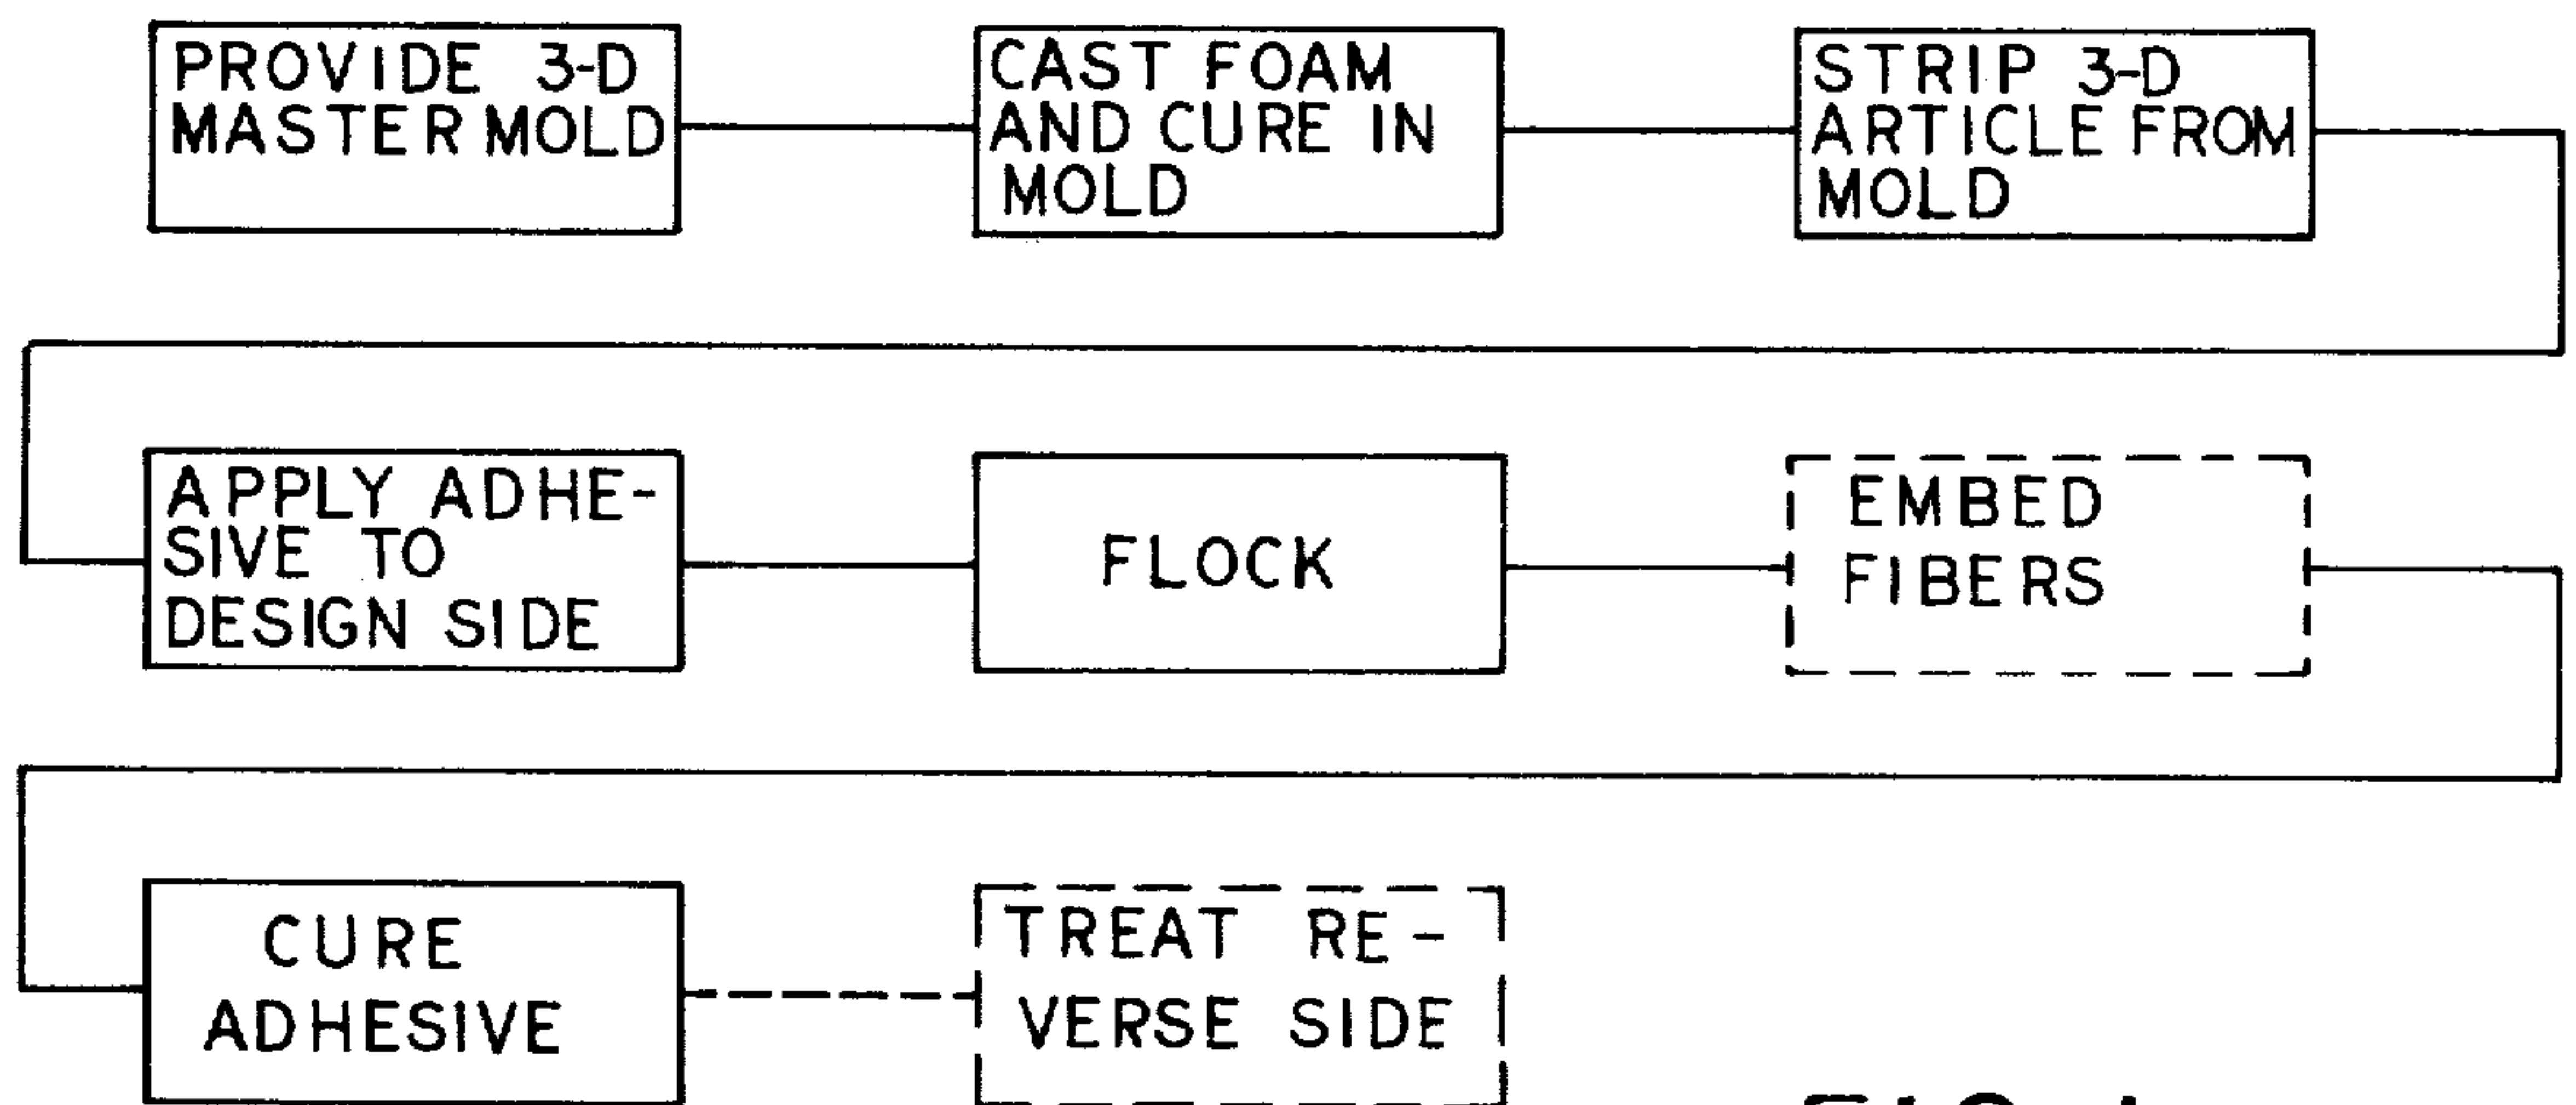 PROVIDE 3-D
MASTER MOLD
CAST FOAM
AND CURE IN
MOLD
STRIP 3-D
ARTICLE FROM
MOLD
APPLY ADHE-
SIVE TO
DESIGN SIDE
FLOCK
EMBED
FIBERS
CURE
ADHESIVE
TREAT RE-
VERSE SIDE